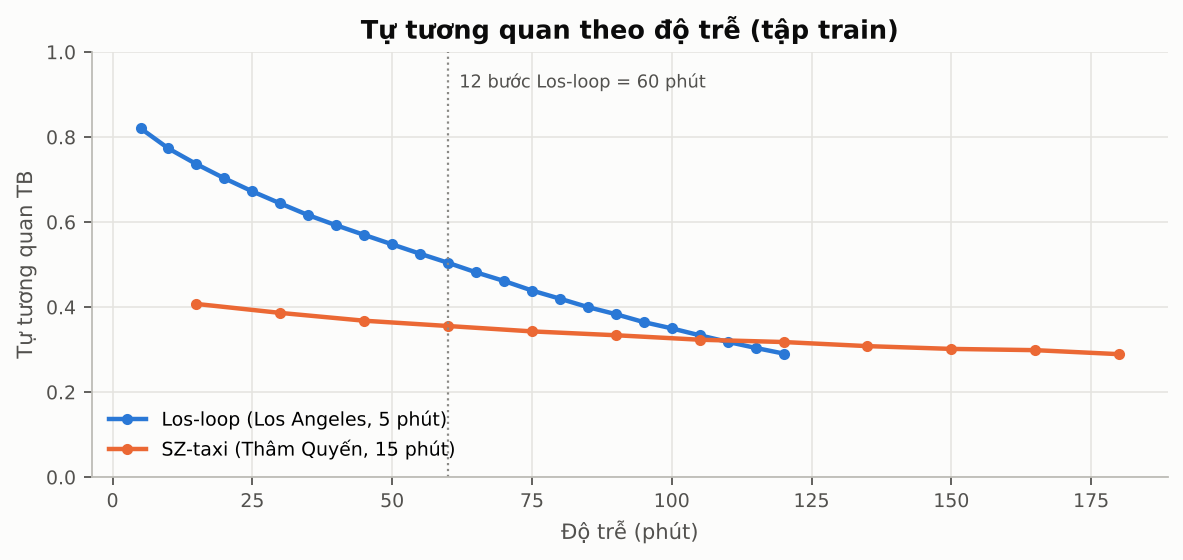 Tự tương quan theo độ trễ (tập train)
1.0
0.8
0.6
0.4
0.2
0.0
Tự tương quan TB
12 bước Los-loop = 60 phút
Los-loop (Los Angeles, 5 phút)
SZ-taxi (Thâm Quyến, 15 phút)
0 25 50 75 100 125 150 175
Độ trễ (phút)